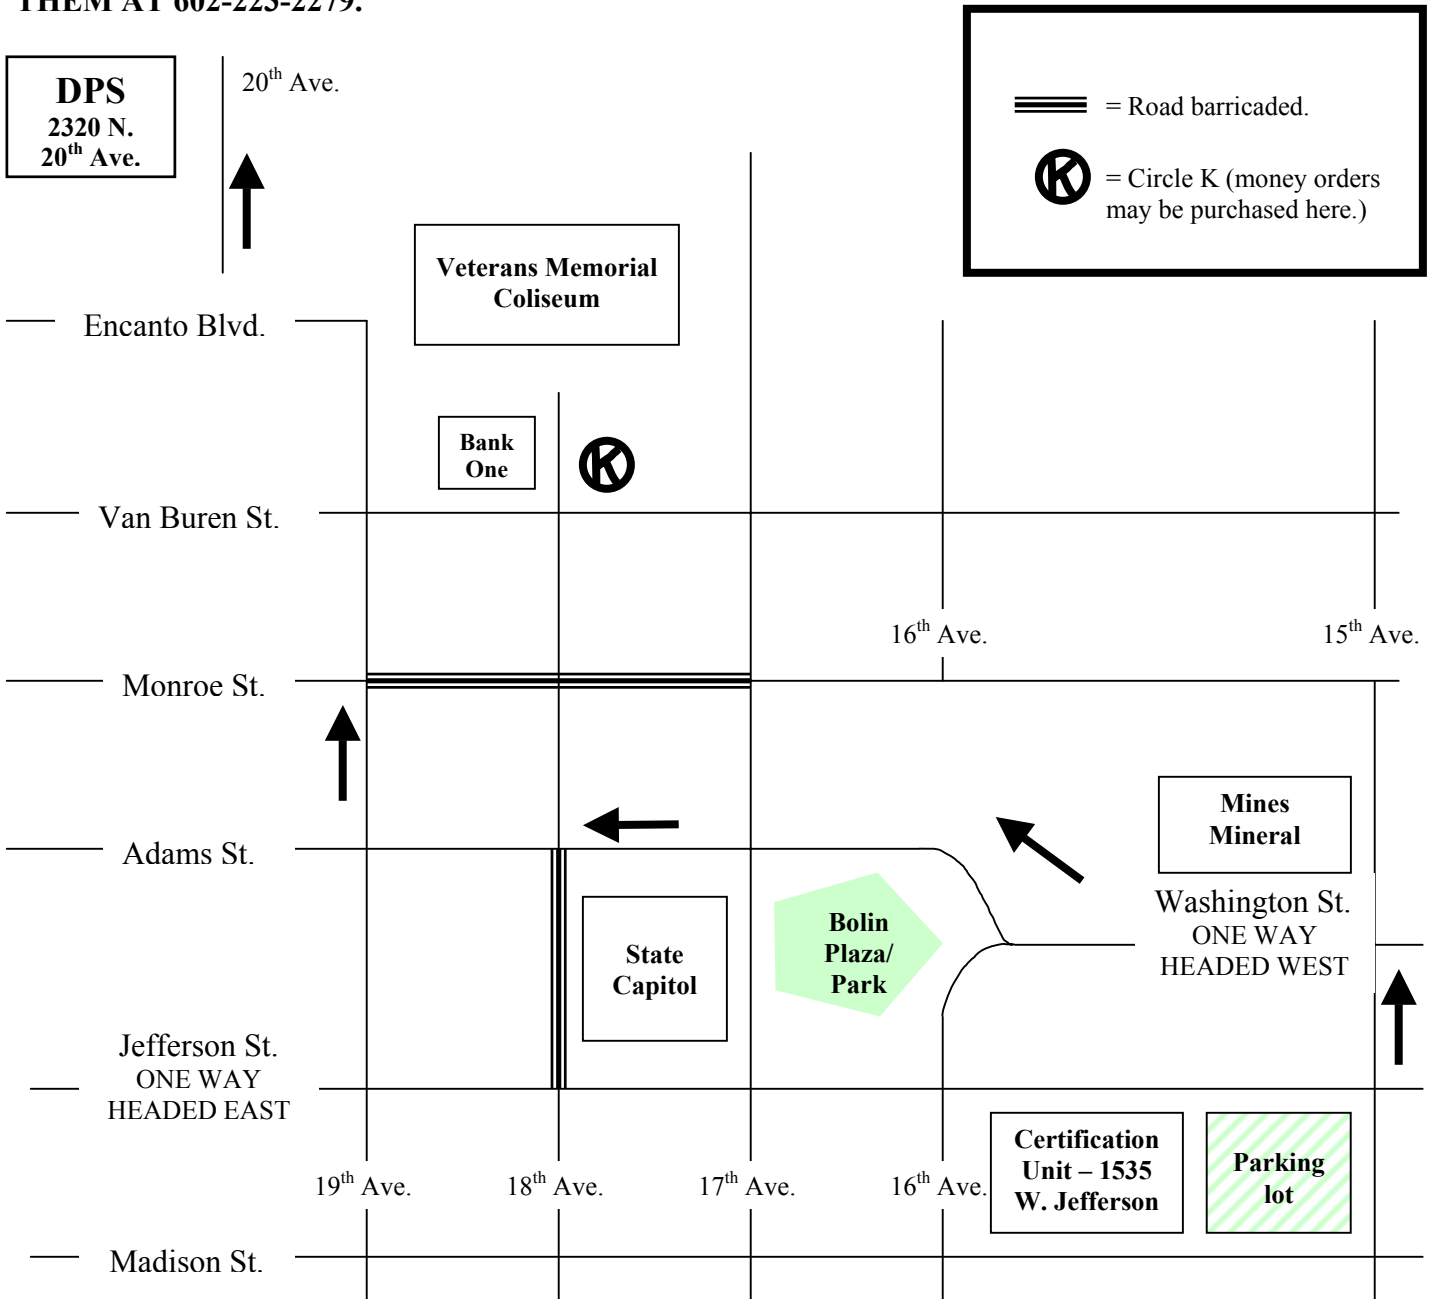 THEM AT 602-223-2279.
DPS
2320 N.
20th Ave.
20th Ave.
= Road barricaded.
K = Circle K (money orders
may be purchased here.)
Veterans Memorial
Coliseum
Encanto Blvd.
Bank
One
K
Van Buren St.
16th Ave.
15th Ave.
Monroe St.
Mines
Mineral
Adams St.
Washington St.
ONE WAY
HEADED WEST
Bolin
Plaza/
Park
State
Capitol
Jefferson St.
ONE WAY
HEADED EAST
Certification
Unit – 1535
W. Jefferson
Parking
lot
19th Ave.
18th Ave.
17th Ave.
16th Ave.
Madison St.